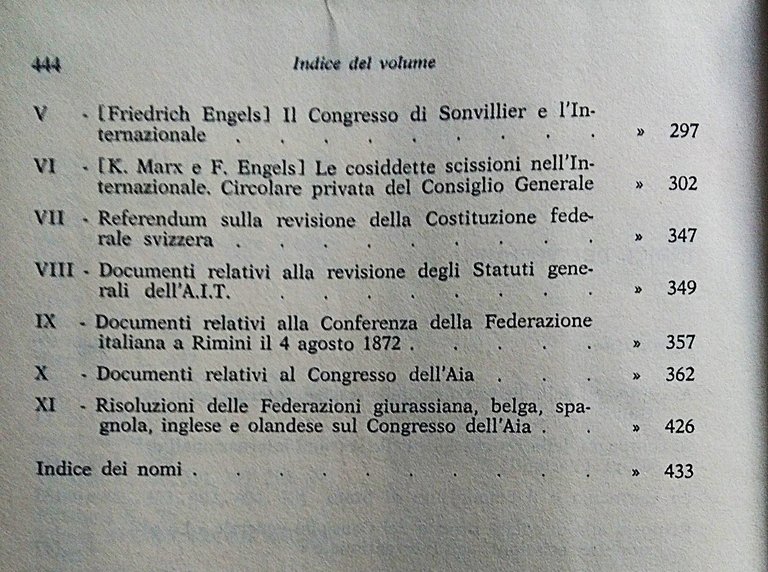 444 Indice del volume
V - [Friedrich Engels] Il Congresso di Sonvillier e l'In-
ternazionale . . . . . . . . . » 297
VI - [K. Marx e F. Engels] Le cosiddette scissioni nell'In-
ternazionale. Circolare privata del Consiglio Generale » 302
VII - Referendum sulla revisione della Costituzione fede-
rale svizzera . . . . . . . . . » 347
VIII - Documenti relativi alla revisione degli Statuti gene-
rali dell'A.I.T. . . . . . . . . » 349
IX - Documenti relativi alla Conferenza della Federazione
italiana a Rimini il 4 agosto 1872 . . . . . » 357
X - Documenti relativi al Congresso dell'Aia . . . » 362
XI - Risoluzioni delle Federazioni giurassiana, belga, spa-
gnola, inglese e olandese sul Congresso dell'Aia . . » 426
Indice dei nomi . . . . . . . . . . » 433